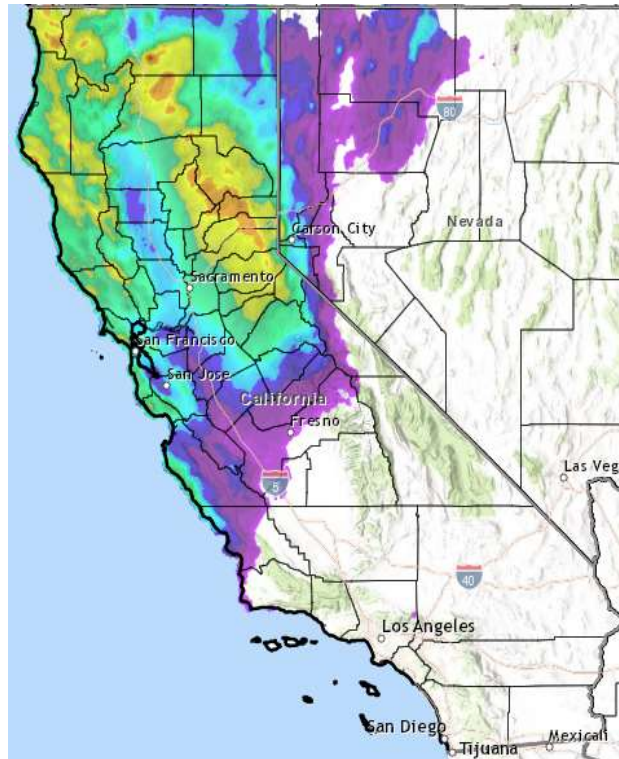 80
Nevada
Carson City
Sacramento
San Francisco
San Jose
California
Fresno
5
Las Veg
40
Los Angeles
San Diego
Tijuana
Mexicali